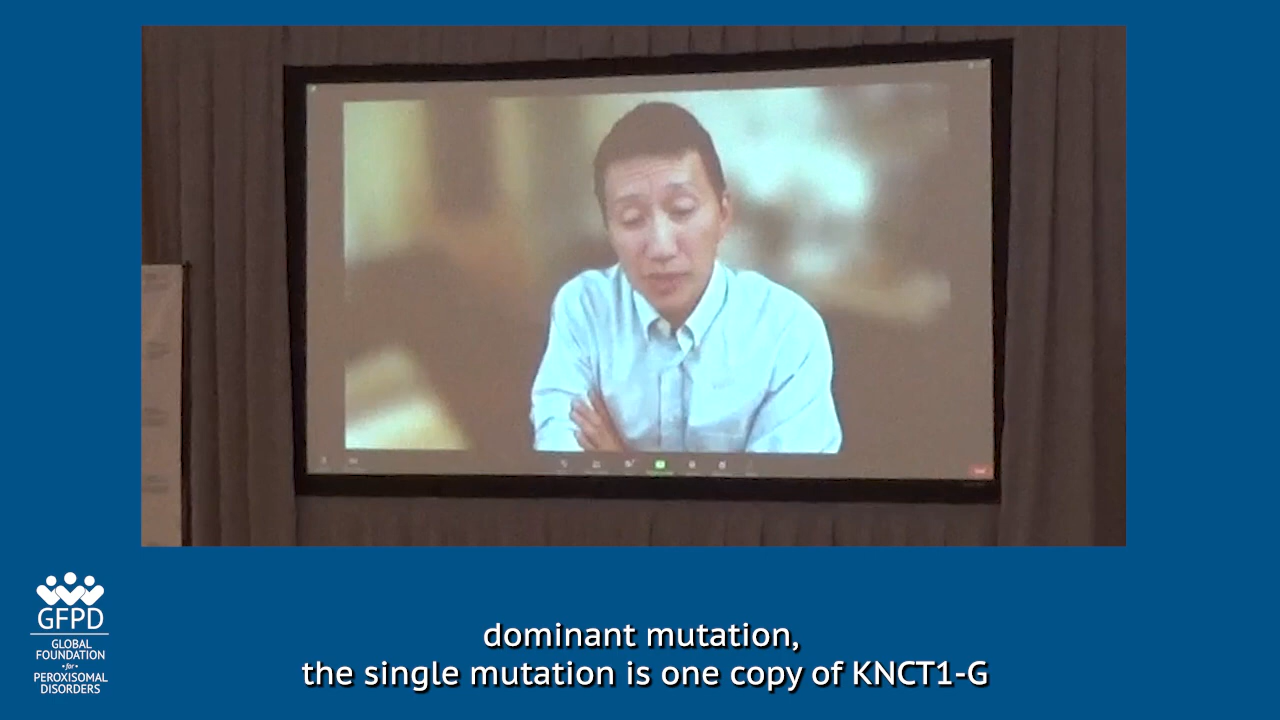 GFPD
GLOBAL
FOUNDATION
for
PEROXISOMAL
DISORDERS
dominant mutation,
the single mutation is one copy of KNCT1-G